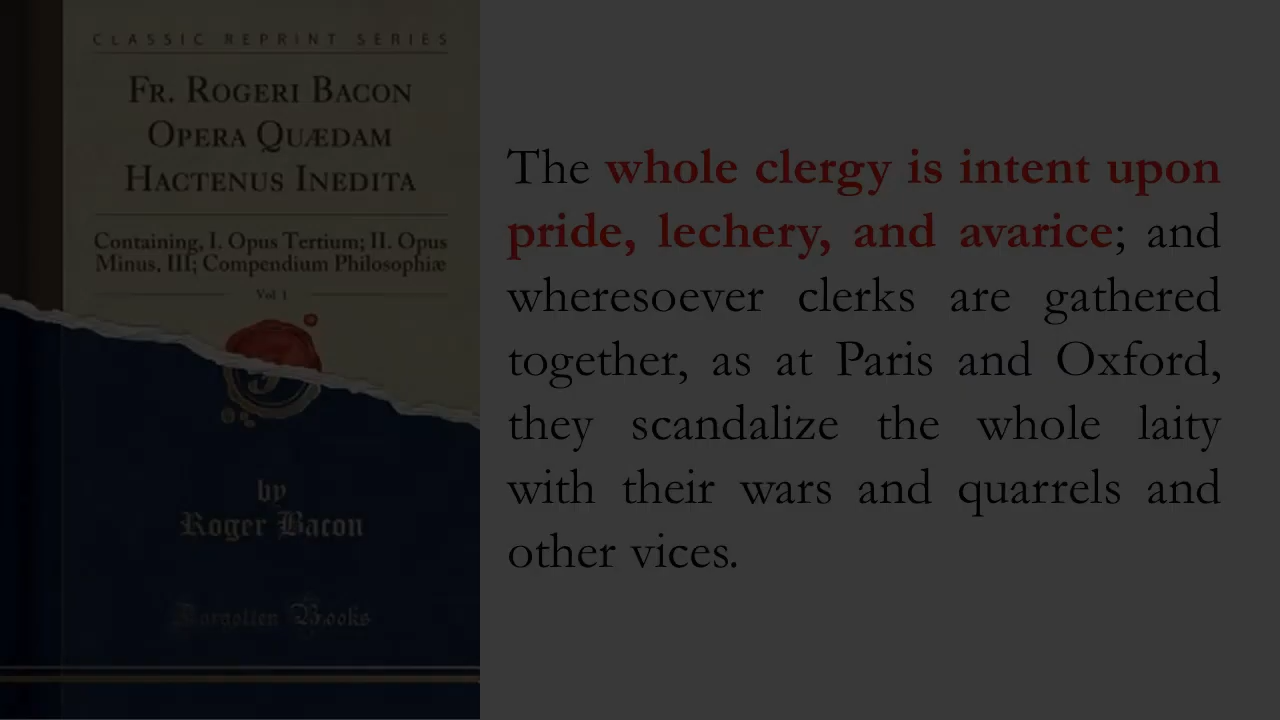 CLASSIC REPRINT SERIES
FR. ROGERI BACON
OPERA QUÆDAM
HACTENUS INEDITA
Containing, I. Opus Tertium; II. Opus
Minus, III; Compendium Philosophiæ
Vol 1
by
Roger Bacon
Forgotten Books
The whole clergy is intent upon
pride, lechery, and avarice; and
wheresoever clerks are gathered
together, as at Paris and Oxford,
they scandalize the whole laity
with their wars and quarrels and
other vices.